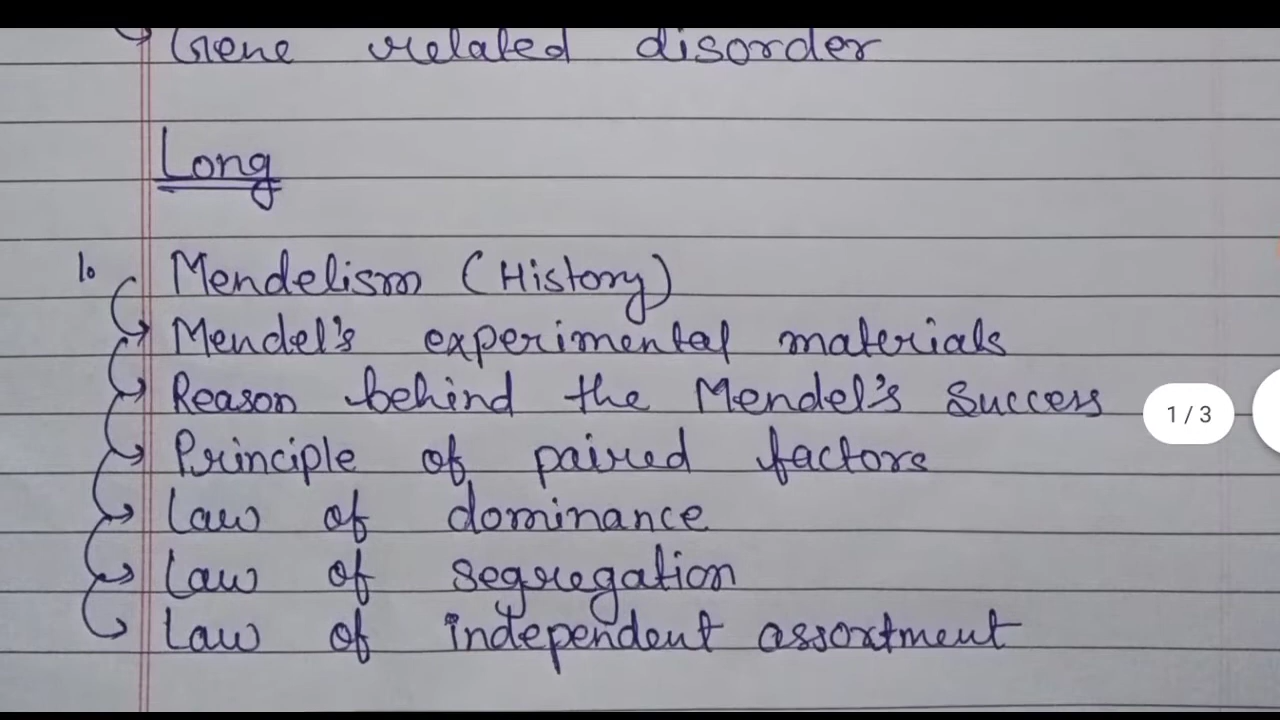 Gene related disorder
Long
1. Mendelism (History)
Mendel's experimental materials
Reason behind the Mendel's Success
1 / 3
Principle of paired factors
Law of dominance
Law of segregation
Law of independent assortment